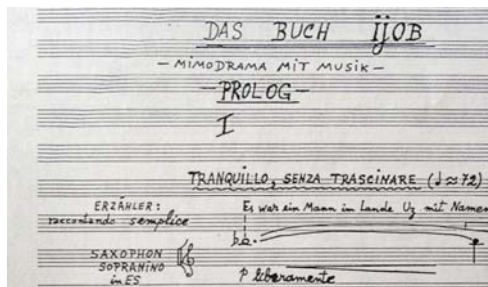 DAS BUCH IJOB
– MIMODRAMA MIT MUSIK –
– PROLOG –
I
TRANQUILLO, SENZA TRASCINARE (♩≈72)
ERZÄHLER:
raccontando semplice
Es war ein Mann im Lande Uz mit Namen
SAXOPHON
SOPRANINO
in ES
p liberamente